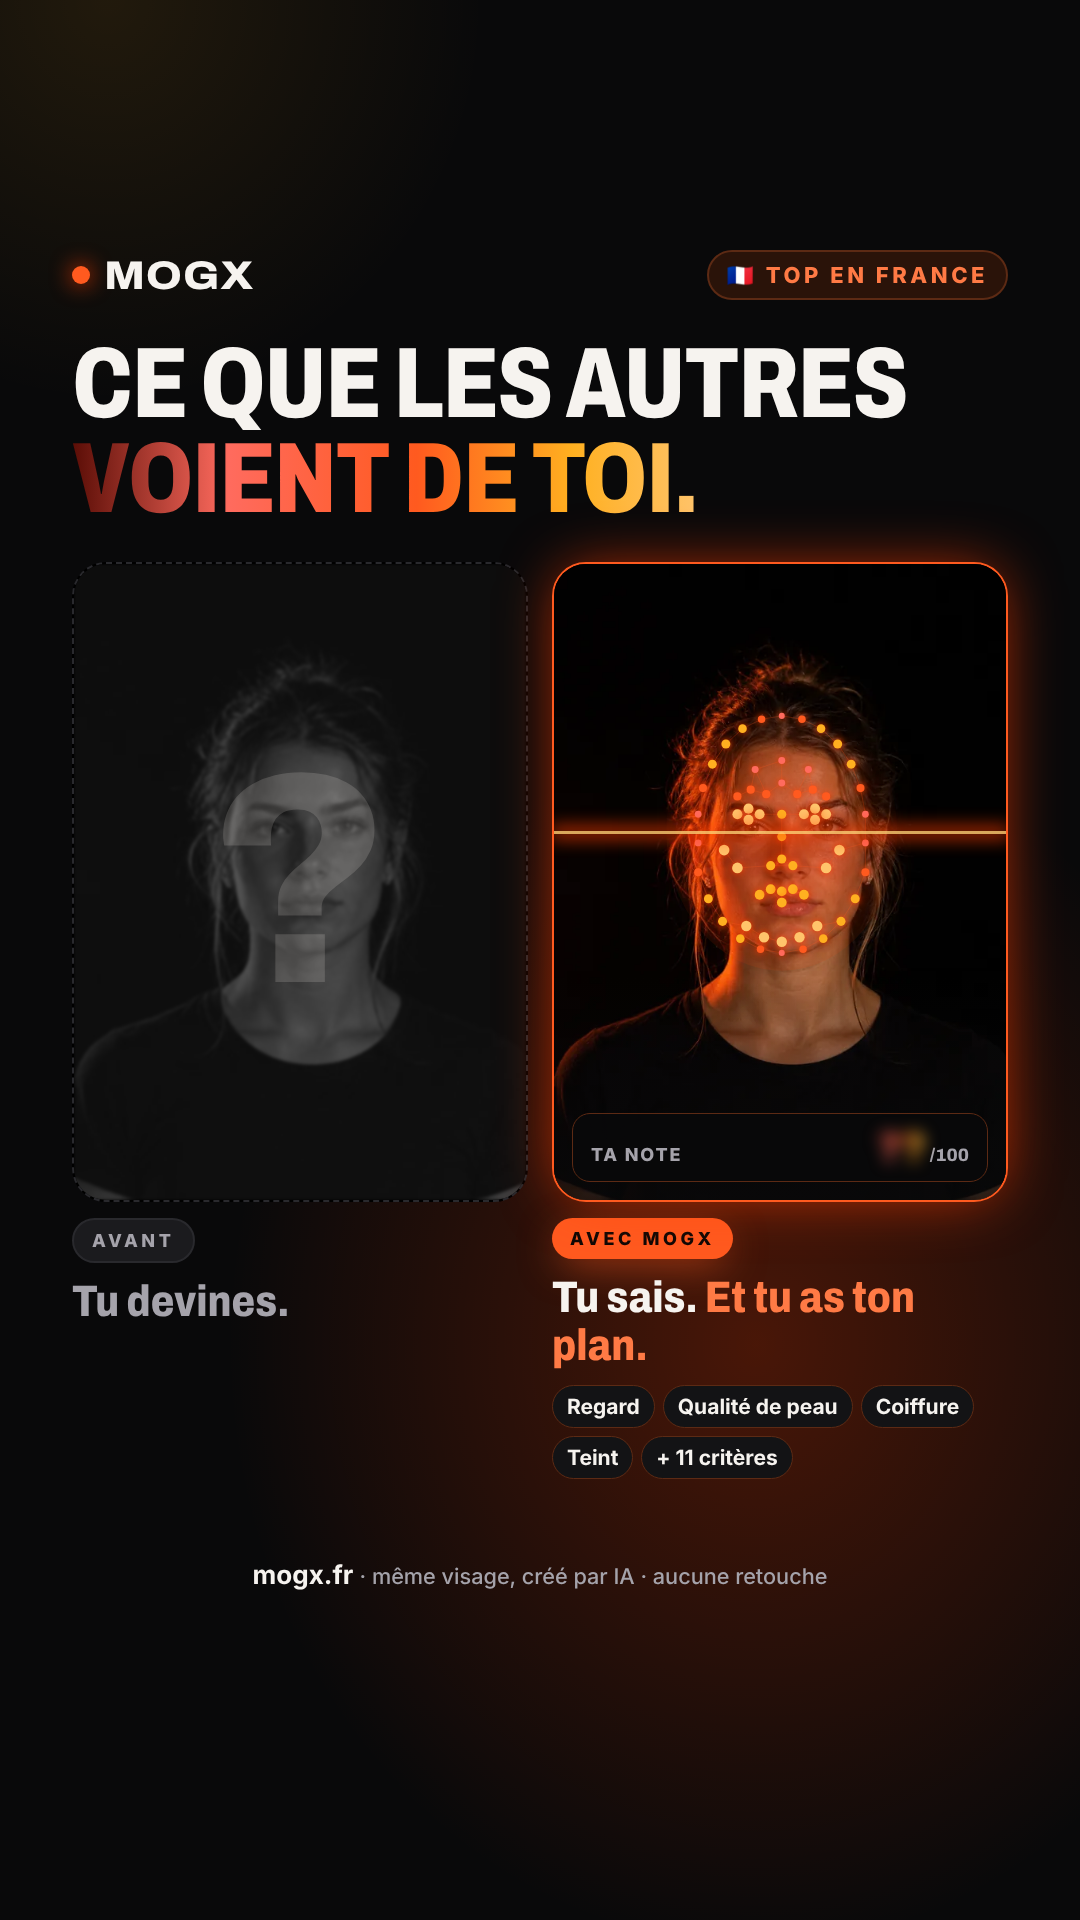 MOGX
🇫🇷 TOP EN FRANCE
CE QUE LES AUTRES
VOIENT DE TOI.
?
TA NOTE /100
AVANT
Tu devines.
AVEC MOGX
Tu sais. Et tu as ton
plan.
Regard Qualité de peau Coiffure
Teint + 11 critères
mogx.fr · même visage, créé par IA · aucune retouche